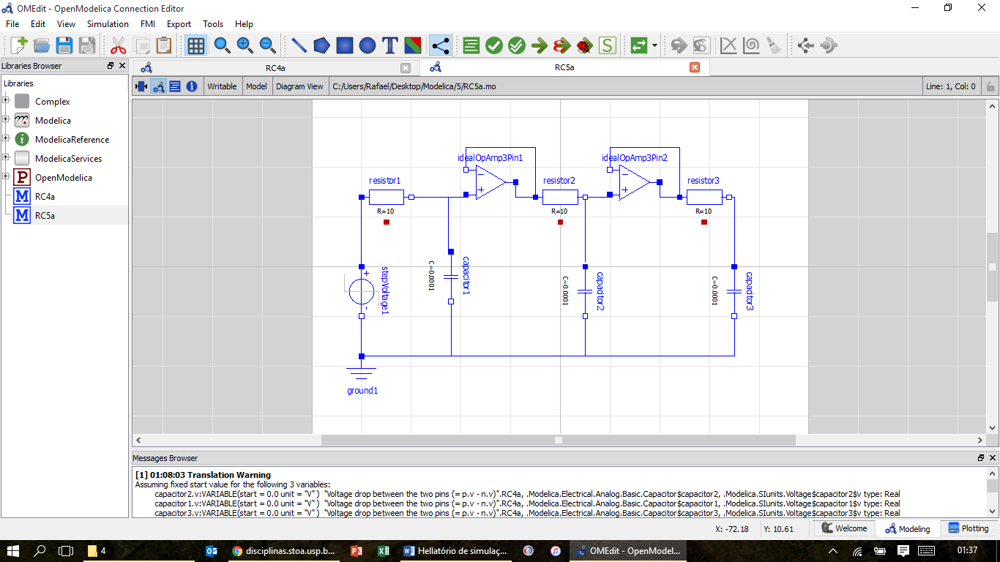 OMEdit - OpenModelica Connection Editor
File Edit View Simulation FMI Export Tools Help
Libraries Browser
RC4a
RC5a
Libraries
Writable Model Diagram View C:/Users/Rafael/Desktop/Modelica/5/RC5a.mo Line: 1, Col: 0
Complex
Modelica
ModelicaReference
ModelicaServices
OpenModelica
RC4a
RC5a
idealOpAmp3Pin1
idealOpAmp3Pin2
resistor1
resistor2
resistor3
R=10
R=10
R=10
stepVoltage1
C=0.0001
capacitor1
C=0.0001
capacitor2
C=0.0001
capacitor3
ground1
Messages Browser
[1] 01:08:03 Translation Warning
Assuming fixed start value for the following 3 variables:
capacitor2.v:VARIABLE(start = 0.0 unit = "V" ) "Voltage drop between the two pins (= p.v - n.v)".RC4a, .Modelica.Electrical.Analog.Basic.Capacitor$capacitor2, .Modelica.SIunits.Voltage$capacitor2$v type: Real
capacitor1.v:VARIABLE(start = 0.0 unit = "V" ) "Voltage drop between the two pins (= p.v - n.v)".RC4a, .Modelica.Electrical.Analog.Basic.Capacitor$capacitor1, .Modelica.SIunits.Voltage$capacitor1$v type: Real
capacitor3.v:VARIABLE(start = 0.0 unit = "V" ) "Voltage drop between the two pins (= p.v - n.v)".RC4a, .Modelica.Electrical.Analog.Basic.Capacitor$capacitor3, .Modelica.SIunits.Voltage$capacitor3$v type: Real
X: -72.18 Y: 10.61 Welcome Modeling Plotting
4 disciplinas.stoa.usp.b... Hellatório de simulaç... OMEdit - OpenModel... 01:37